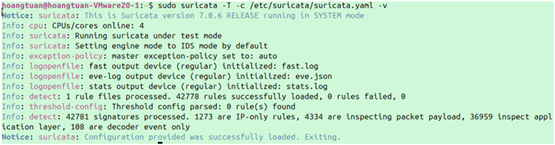 hoangtuan@hoangtuan-VMware20-1:~$ sudo suricata -T -c /etc/suricata/suricata.yaml -v
Notice: suricata: This is Suricata version 7.0.6 RELEASE running in SYSTEM mode
Info: cpu: CPUs/cores online: 4
Info: suricata: Running suricata under test mode
Info: suricata: Setting engine mode to IDS mode by default
Info: exception-policy: master exception-policy set to: auto
Info: logopenfile: fast output device (regular) initialized: fast.log
Info: logopenfile: eve-log output device (regular) initialized: eve.json
Info: logopenfile: stats output device (regular) initialized: stats.log
Info: detect: 1 rule files processed. 42778 rules successfully loaded, 0 rules failed, 0
Info: threshold-config: Threshold config parsed: 0 rule(s) found
Info: detect: 42781 signatures processed. 1273 are IP-only rules, 4334 are inspecting packet payload, 36959 inspect appl
ication layer, 108 are decoder event only
Notice: suricata: Configuration provided was successfully loaded. Exiting.